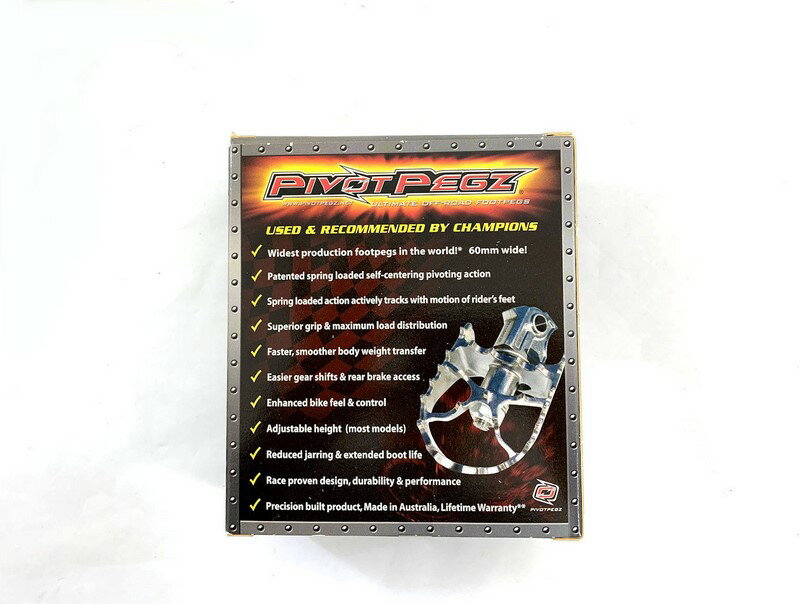 PIVOT PEGZ®
WWW.PIVOTPEGZ.NET ULTIMATE OFF-ROAD FOOTPEGS
USED & RECOMMENDED BY CHAMPIONS
✓ Widest production footpegs in the world!* 60mm wide!
✓ Patented spring loaded self-centering pivoting action
✓ Spring loaded action actively tracks with motion of rider's feet
✓ Superior grip & maximum load distribution
✓ Faster, smoother body weight transfer
✓ Easier gear shifts & rear brake access
✓ Enhanced bike feel & control
✓ Adjustable height (most models)
✓ Reduced jarring & extended boot life
✓ Race proven design, durability & performance
✓ Precision built product, Made in Australia, Lifetime Warranty**
PIVOTPEGZ